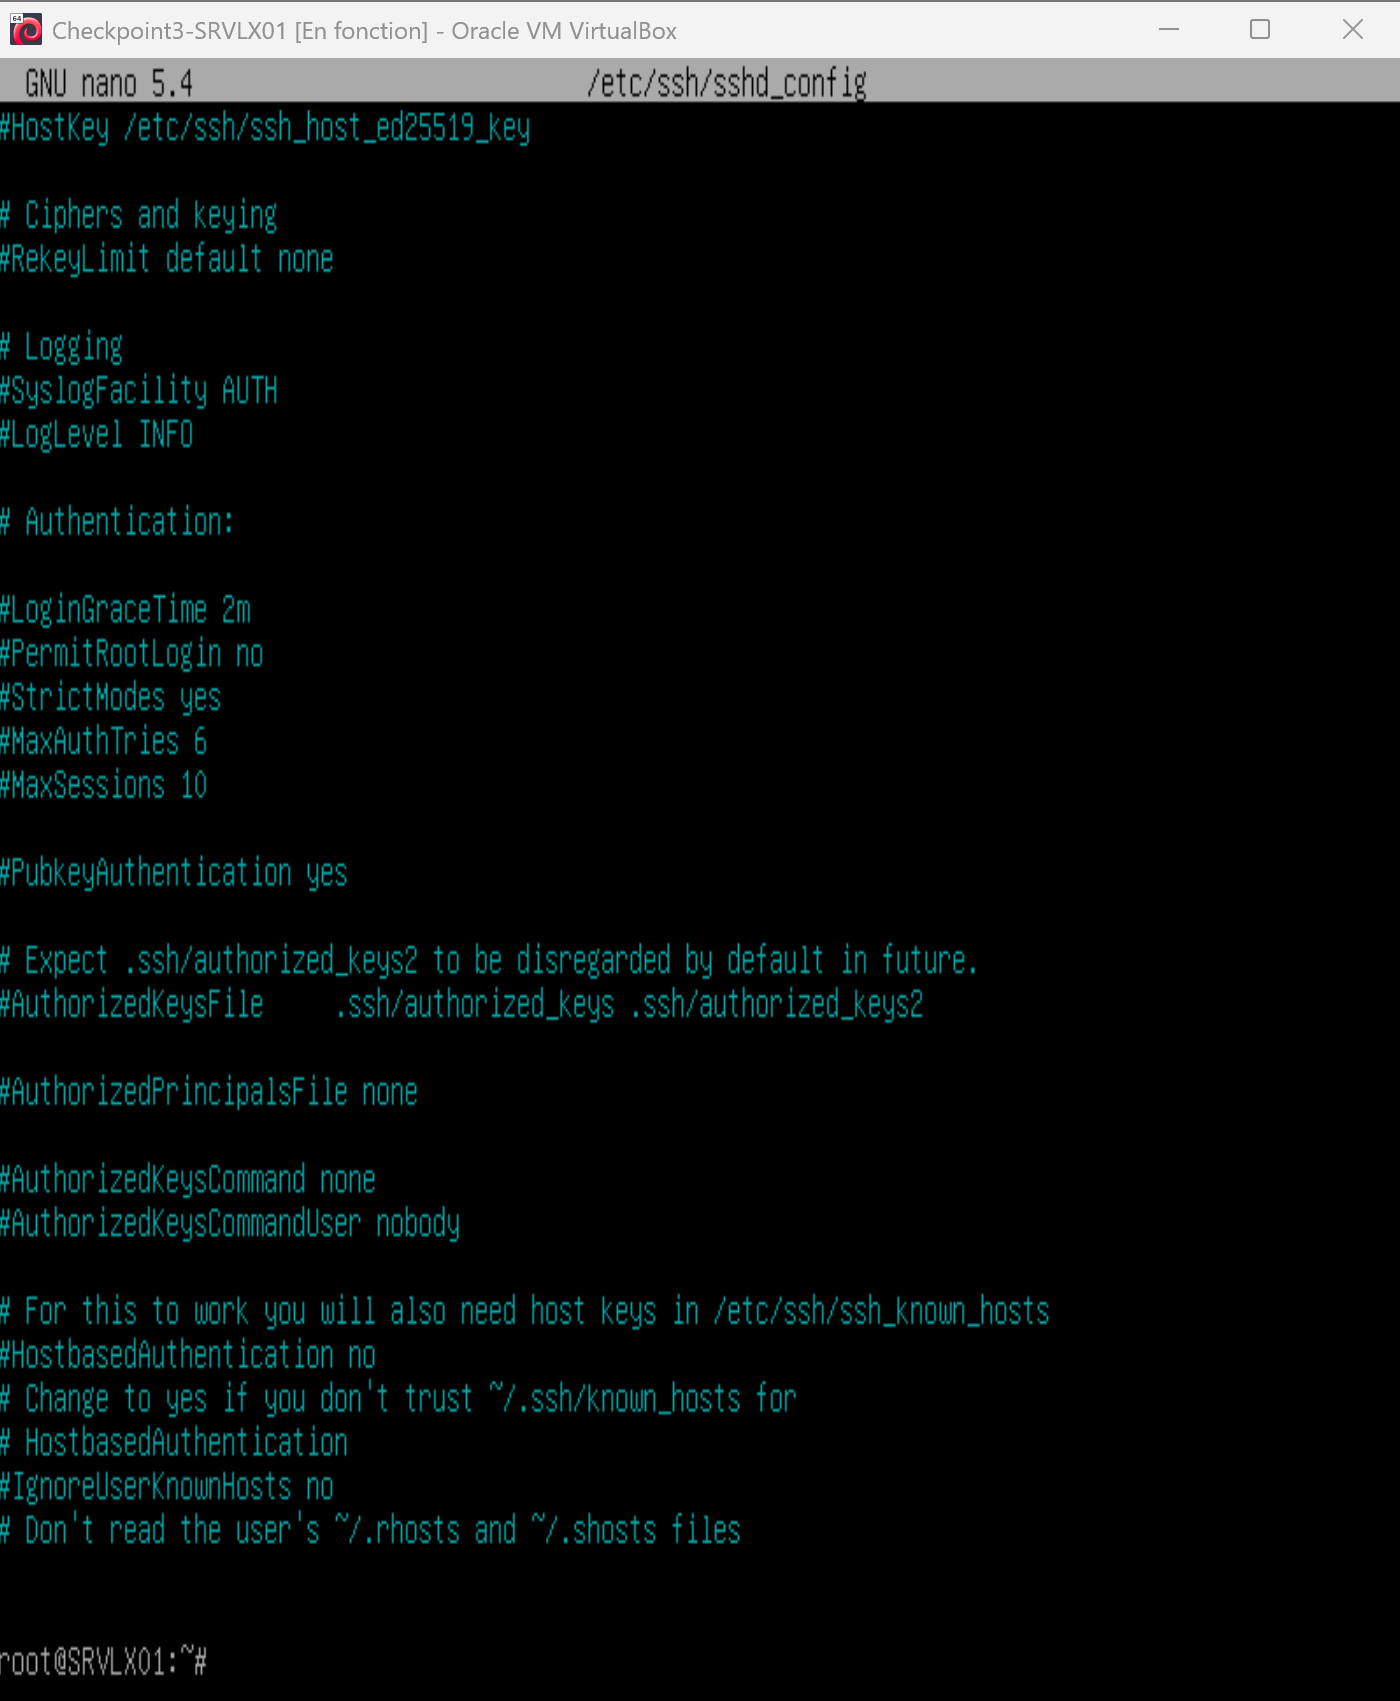 64
Checkpoint3-SRVLX01 [En fonction] - Oracle VM VirtualBox
GNU nano 5.4 /etc/ssh/sshd_config
#HostKey /etc/ssh/ssh_host_ed25519_key
# Ciphers and keying
#RekeyLimit default none
# Logging
#SyslogFacility AUTH
#LogLevel INFO
# Authentication:
#LoginGraceTime 2m
#PermitRootLogin no
#StrictModes yes
#MaxAuthTries 6
#MaxSessions 10
#PubkeyAuthentication yes
# Expect .ssh/authorized_keys2 to be disregarded by default in future.
#AuthorizedKeysFile     .ssh/authorized_keys .ssh/authorized_keys2
#AuthorizedPrincipalsFile none
#AuthorizedKeysCommand none
#AuthorizedKeysCommandUser nobody
# For this to work you will also need host keys in /etc/ssh/ssh_known_hosts
#HostbasedAuthentication no
# Change to yes if you don't trust ~/.ssh/known_hosts for
# HostbasedAuthentication
#IgnoreUserKnownHosts no
# Don't read the user's ~/.rhosts and ~/.shosts files
root@SRVLX01:~#